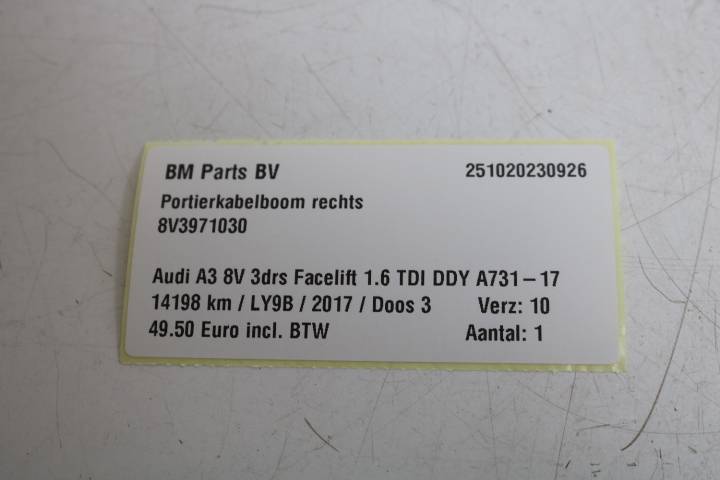 BM Parts BV 251020230926
Portierkabelboom rechts
8V3971030
Audi A3 8V 3drs Facelift 1.6 TDI DDY A731-17
14198 km / LY9B / 2017 / Doos 3 Verz: 10
49.50 Euro incl. BTW Aantal: 1